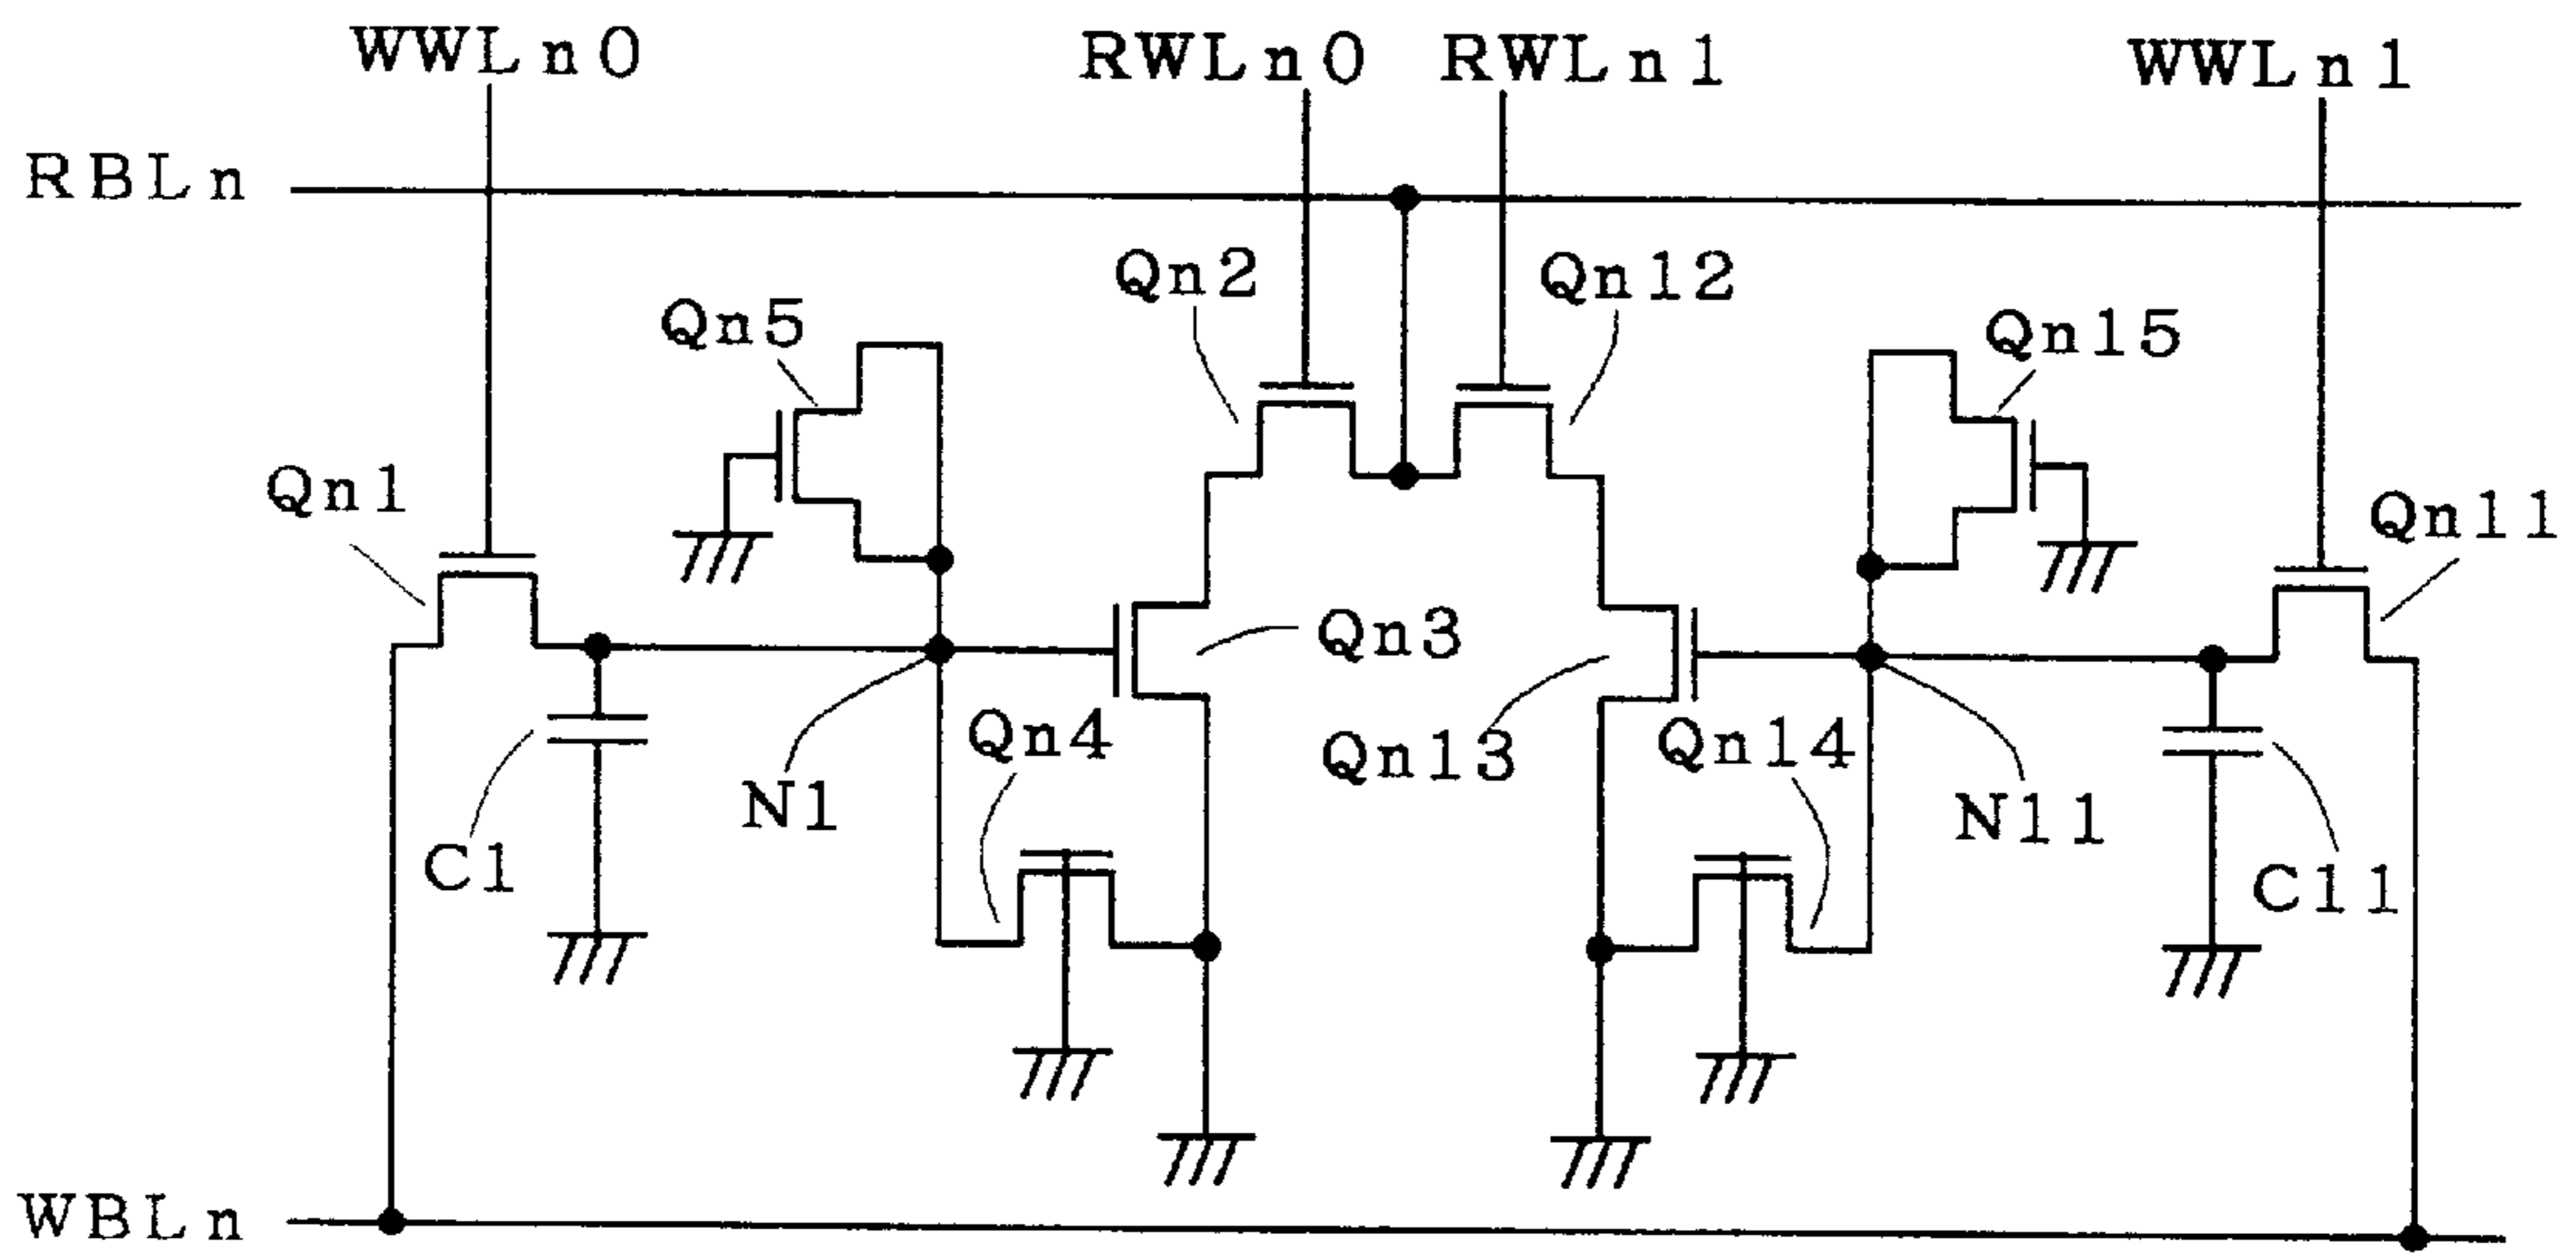 WWLn0 RWLn0 RWLn1 WWLn1
RBLn
Qn2 Qn12
Qn5 Qn15
Qn1 Qn11
Qn3
Qn4 Qn13 Qn14
N1 N11
C1 C11
WBLn